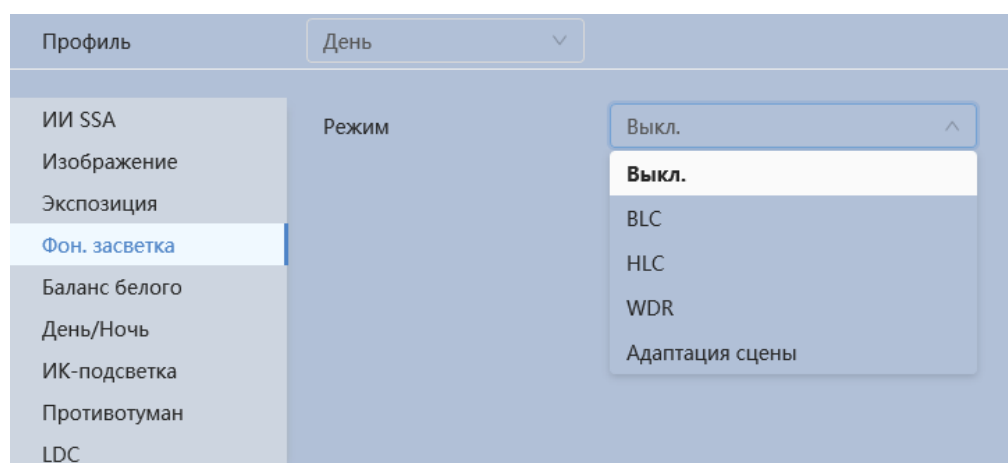 Профиль День
ИИ SSA
Режим Выкл.
Изображение
Выкл.
Экспозиция
BLC
Фон. засветка
HLC
Баланс белого
WDR
День/Ночь
Адаптация сцены
ИК-подсветка
Противотуман
LDC